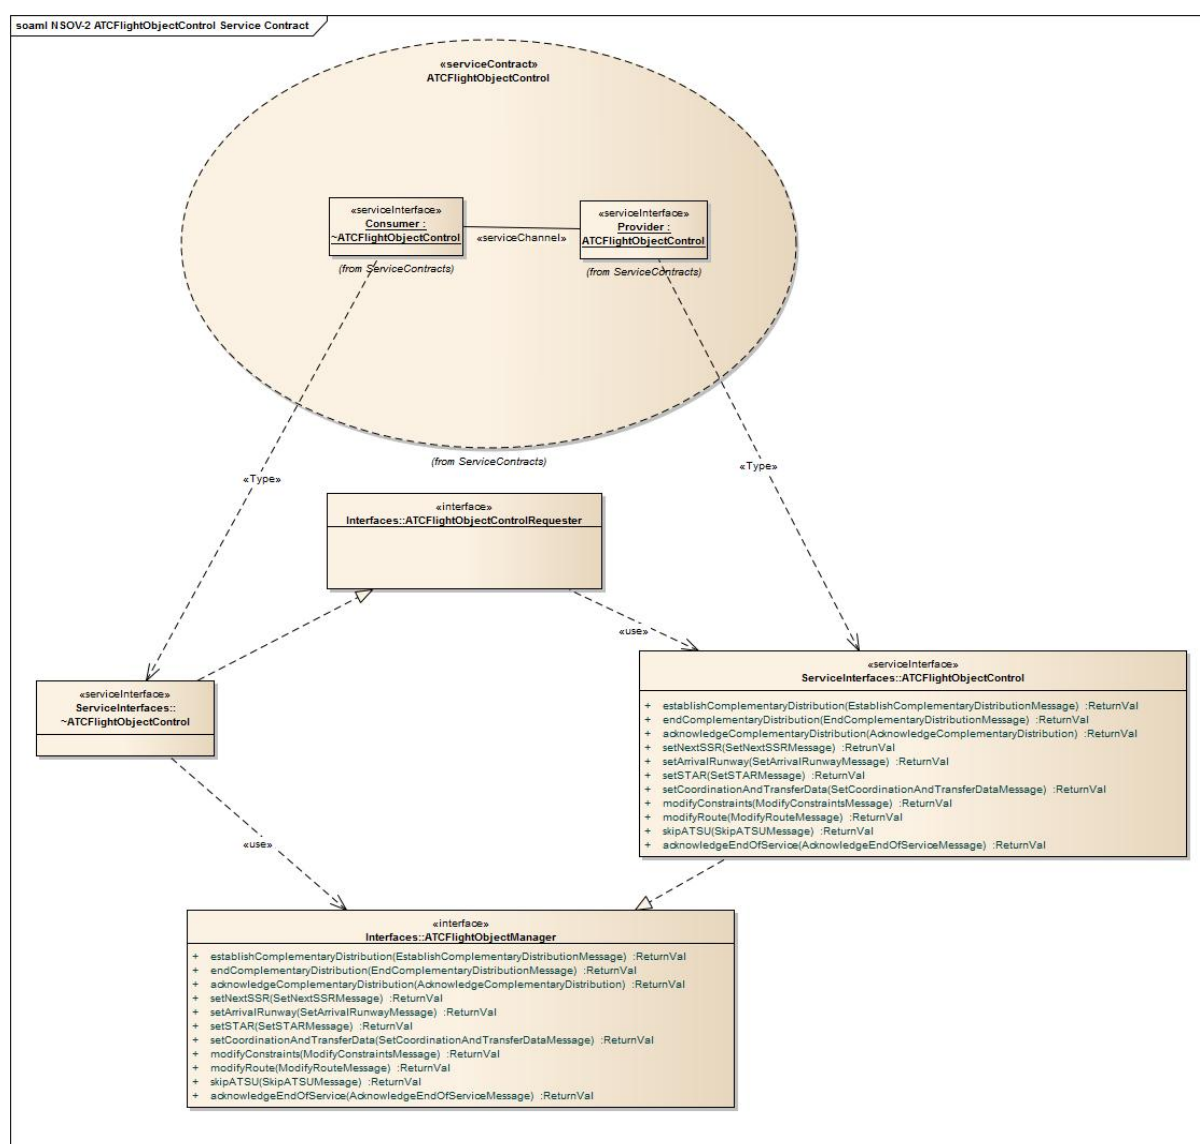 soaml NSOV-2 ATCFlightObjectControl Service Contract
«serviceContract»
ATCFlightObjectControl
«serviceInterface»
Consumer :
~ATCFlightObjectControl
(from ServiceContracts)
«serviceChannel»
«serviceInterface»
Provider :
ATCFlightObjectControl
(from ServiceContracts)
(from ServiceContracts)
«Type»
«Type»
«interface»
Interfaces::ATCFlightObjectControlRequester
«use»
«serviceInterface»
ServiceInterfaces::
~ATCFlightObjectControl
«serviceInterface»
ServiceInterfaces::ATCFlightObjectControl
+ establishComplementaryDistribution(EstablishComplementaryDistributionMessage) :ReturnVal
+ endComplementaryDistribution(EndComplementaryDistributionMessage) :ReturnVal
+ acknowledgeComplementaryDistribution(AcknowledgeComplementaryDistribution) :ReturnVal
+ setNextSSR(SetNextSSRMessage) :RetrunVal
+ setArrivalRunway(SetArrivalRunwayMessage) :ReturnVal
+ setSTAR(SetSTARMessage) :ReturnVal
+ setCoordinationAndTransferData(SetCoordinationAndTransferDataMessage) :ReturnVal
+ modifyConstraints(ModifyConstraintsMessage) :ReturnVal
+ modifyRoute(ModifyRouteMessage) :ReturnVal
+ skipATSU(SkipATSUMessage) :ReturnVal
+ acknowledgeEndOfService(AcknowledgeEndOfServiceMessage) :ReturnVal
«use»
«interface»
Interfaces::ATCFlightObjectManager
+ establishComplementaryDistribution(EstablishComplementaryDistributionMessage) :ReturnVal
+ endComplementaryDistribution(EndComplementaryDistributionMessage) :ReturnVal
+ acknowledgeComplementaryDistribution(AcknowledgeComplementaryDistribution) :ReturnVal
+ setNextSSR(SetNextSSRMessage) :ReturnVal
+ setArrivalRunway(SetArrivalRunwayMessage) :ReturnVal
+ setSTAR(SetSTARMessage) :ReturnVal
+ setCoordinationAndTransferData(SetCoordinationAndTransferDataMessage) :ReturnVal
+ modifyConstraints(ModifyConstraintsMessage) :ReturnVal
+ modifyRoute(ModifyRouteMessage) :ReturnVal
+ skipATSU(SkipATSUMessage) :ReturnVal
+ acknowledgeEndOfService(AcknowledgeEndOfServiceMessage) :ReturnVal